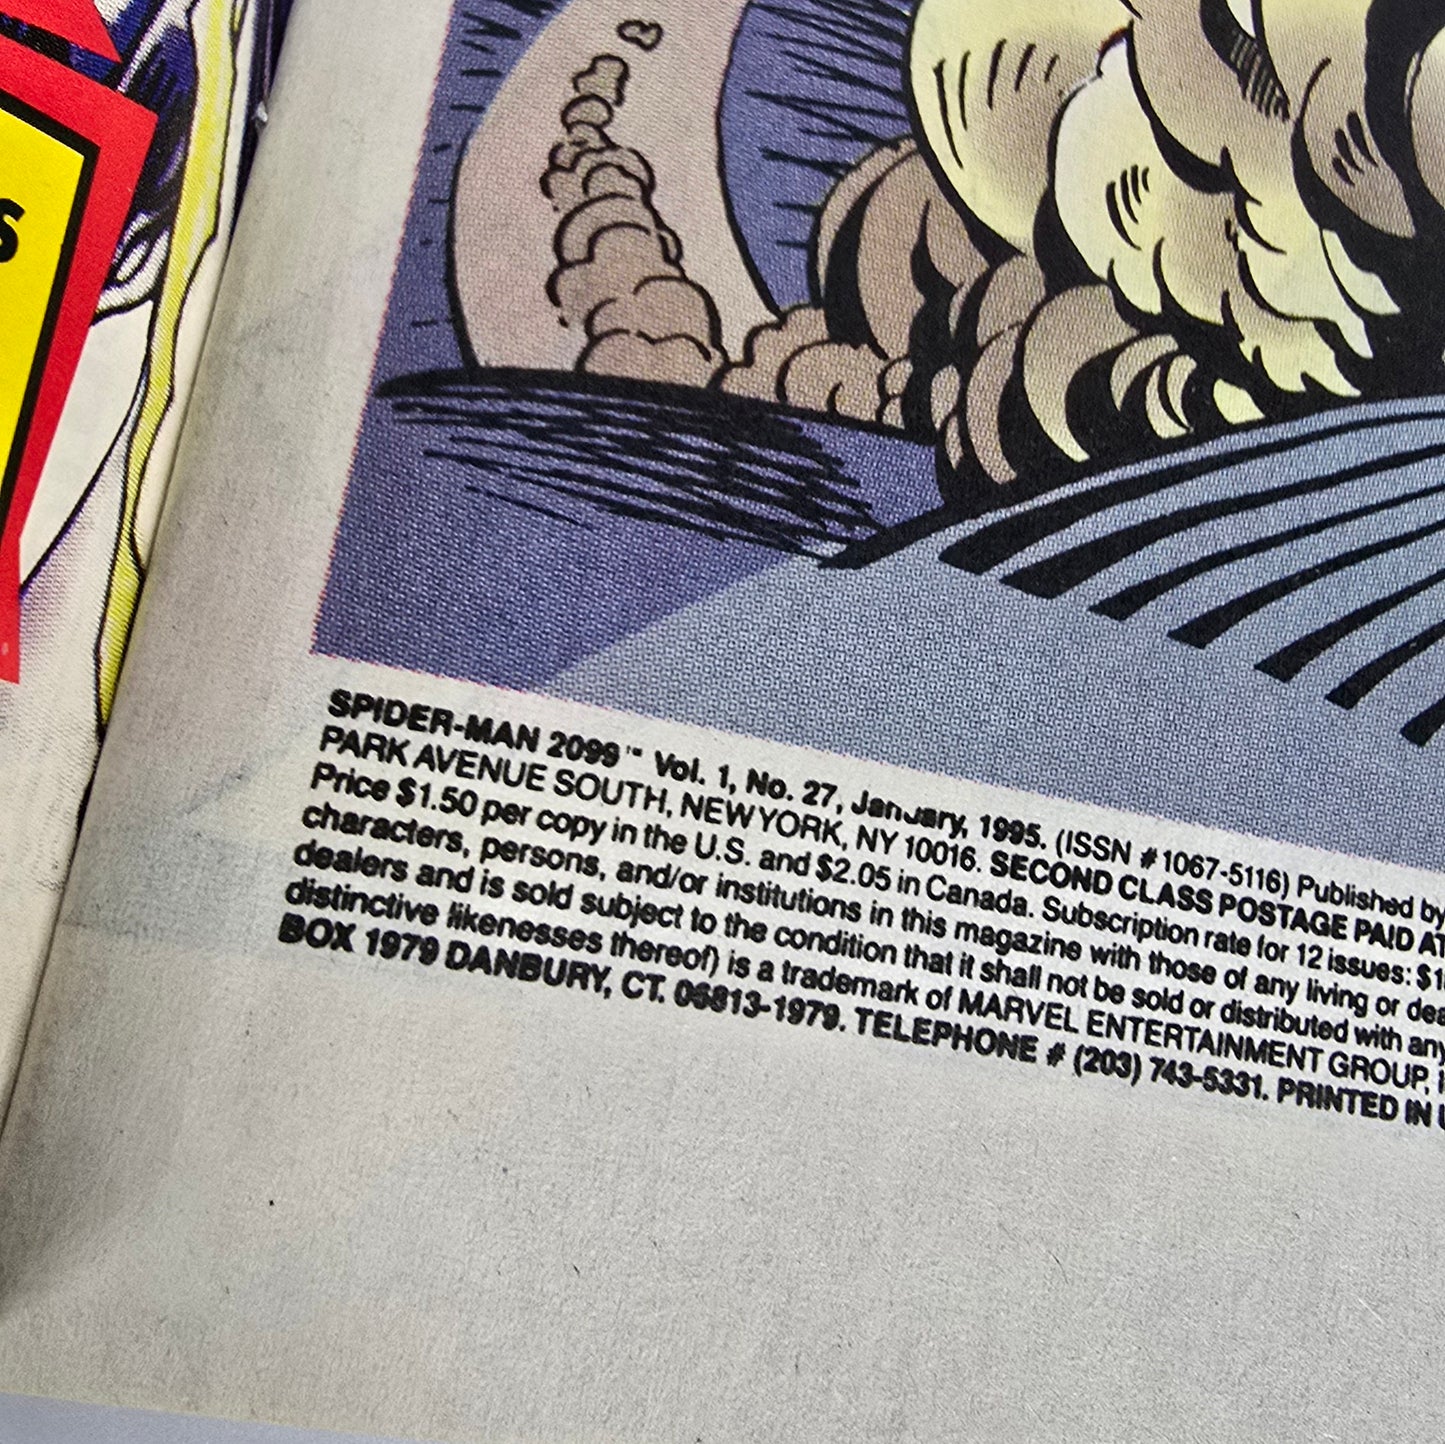 S
SPIDER-MAN 2099™ Vol. 1, No. 27, January, 1995. (ISSN #1067-5116) Published by
PARK AVENUE SOUTH, NEW YORK, NY 10016. SECOND CLASS POSTAGE PAID AT
Price $1.50 per copy in the U.S. and $2.05 in Canada. Subscription rate for 12 issues: $1
characters, persons, and/or institutions in this magazine with those of any living or dea
dealers and is sold subject to the condition that it shall not be sold or distributed with any
distinctive likenesses thereof) is a trademark of MARVEL ENTERTAINMENT GROUP, I
BOX 1979 DANBURY, CT. 06813-1979. TELEPHONE # (203) 743-5331. PRINTED IN U